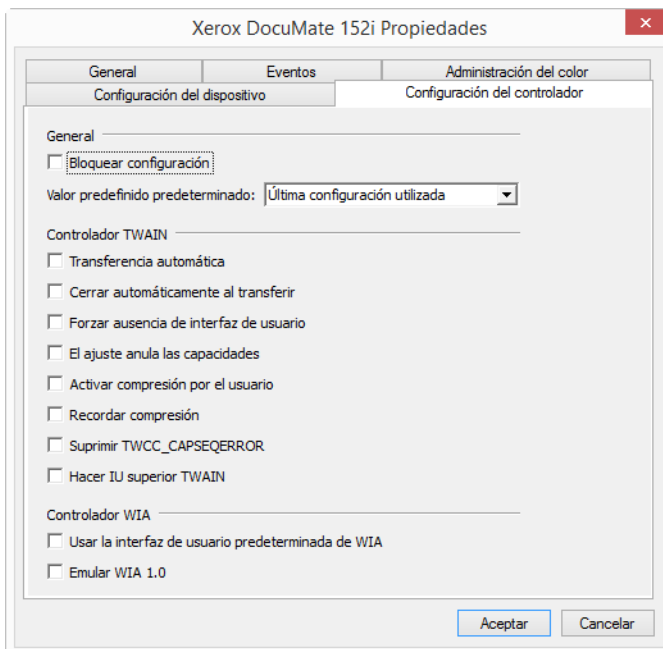 Xerox DocuMate 152i Propiedades
General
Eventos
Administración del color
Configuración del dispositivo
Configuración del controlador
General
Bloquear configuración
Valor predefinido predeterminado: Última configuración utilizada
Controlador TWAIN
Transferencia automática
Cerrar automáticamente al transferir
Forzar ausencia de interfaz de usuario
El ajuste anula las capacidades
Activar compresión por el usuario
Recordar compresión
Suprimir TWCC_CAPSEQERROR
Hacer IU superior TWAIN
Controlador WIA
Usar la interfaz de usuario predeterminada de WIA
Emular WIA 1.0
Aceptar
Cancelar